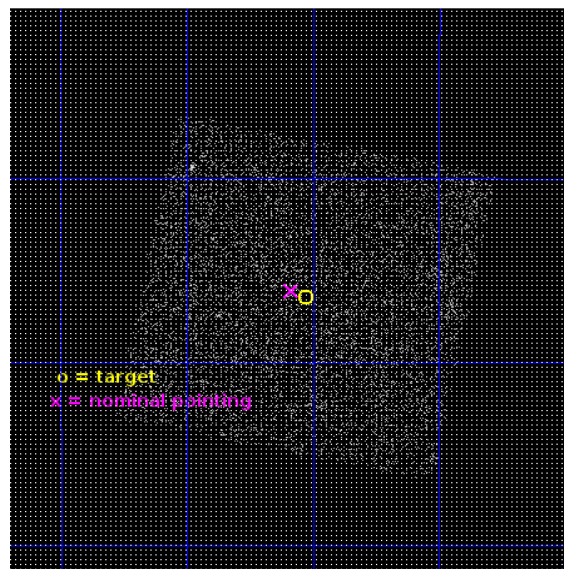 o = target
x = nominal pointing